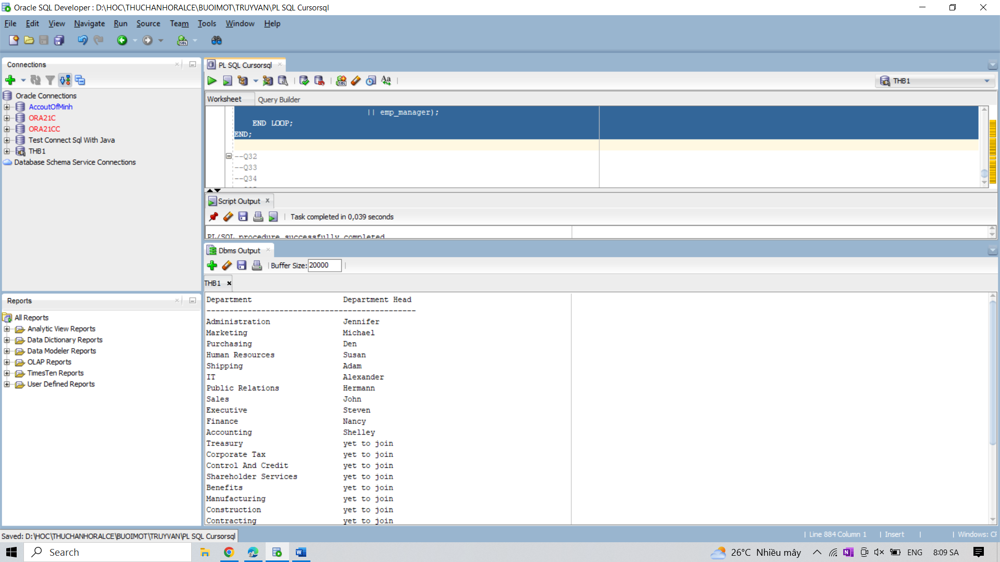 Oracle SQL Developer : D:\HOC\THUCHANHORALCE\BUOIMOT\TRUYVAN\PL SQL Cursorsql
File Edit View Navigate Run Source Team Tools Window Help
Connections
Oracle Connections
AccoutOfMinh
ORA21C
ORA21CC
Test Connect Sql With Java
THB1
Database Schema Service Connections
Reports
All Reports
Analytic View Reports
Data Dictionary Reports
Data Modeler Reports
OLAP Reports
TimesTen Reports
User Defined Reports
PL SQL Cursorsql
THB1
Worksheet Query Builder
|| emp_manager);
END LOOP;
END;
--Q32
--Q33
--Q34
Script Output
Task completed in 0,039 seconds
PL/SQL procedure successfully completed
Dbms Output
Buffer Size: 20000
THB1
Department Department Head
----------------------------------------------
Administration Jennifer
Marketing Michael
Purchasing Den
Human Resources Susan
Shipping Adam
IT Alexander
Public Relations Hermann
Sales John
Executive Steven
Finance Nancy
Accounting Shelley
Treasury yet to join
Corporate Tax yet to join
Control And Credit yet to join
Shareholder Services yet to join
Benefits yet to join
Manufacturing yet to join
Construction yet to join
Contracting yet to join
Saved: D:\HOC\THUCHANHORALCE\BUOIMOT\TRUYVAN\PL SQL Cursorsql
Line 884 Column 1 Insert Windows: CF
Search
26°C Nhiều mây ENG 8:09 SA